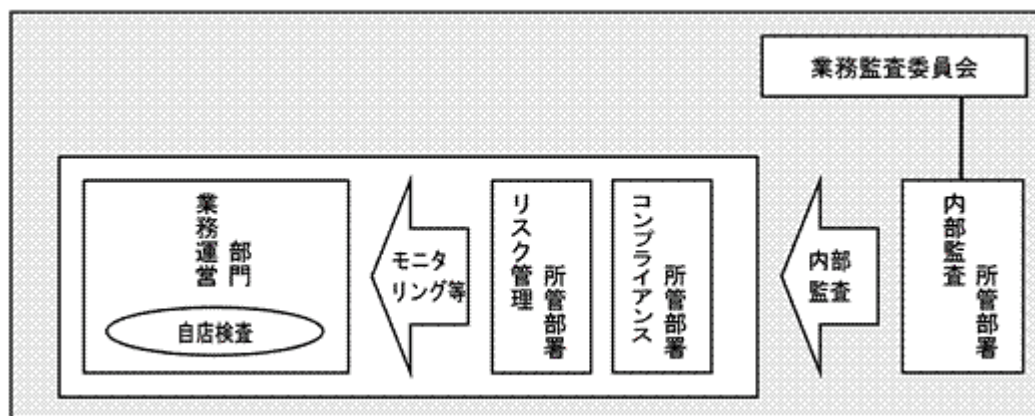 業務監査委員会
業務運営
部門
自店検査
モニタ
リング等
リスク管理
所管部署
コンプライアンス
所管部署
内部
監査
内部監査
所管部署